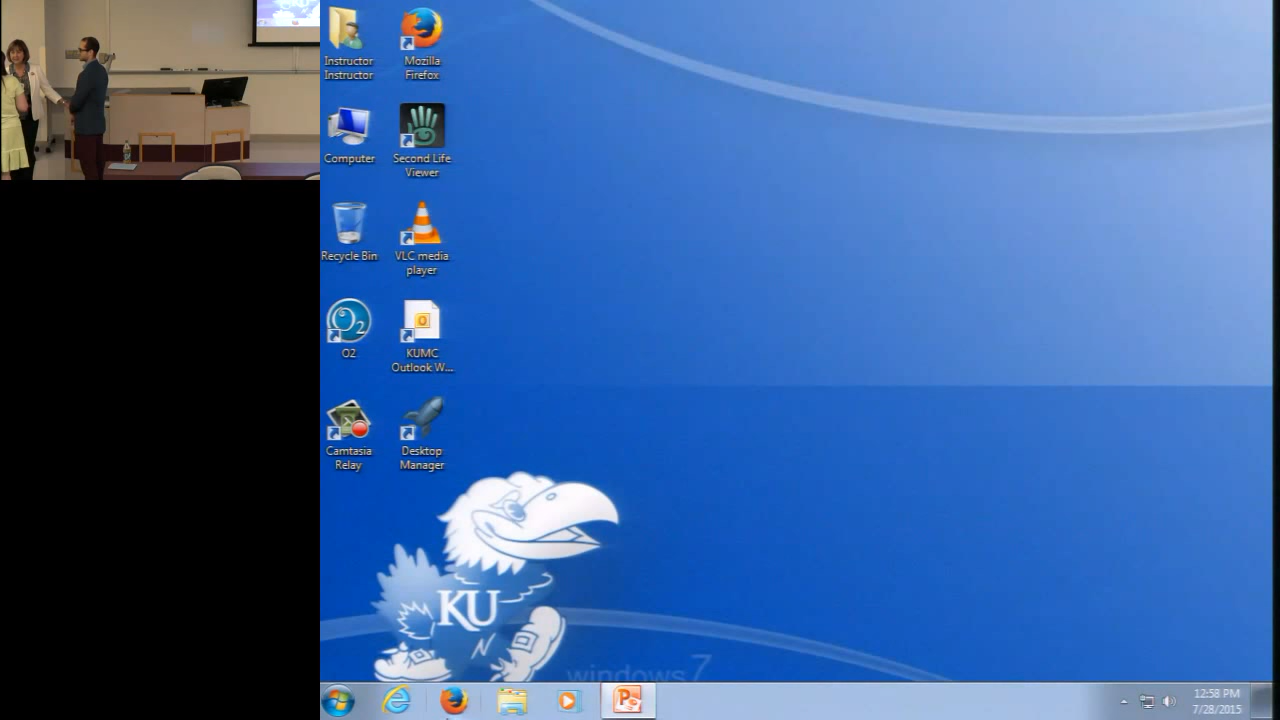 Instructor
Instructor
Mozilla
Firefox
Computer
Second Life
Viewer
Recycle Bin
VLC media
player
O2
O2
KUMC
Outlook W...
Camtasia
Relay
Desktop
Manager
KU
windows 7
12:58 PM
7/28/2015